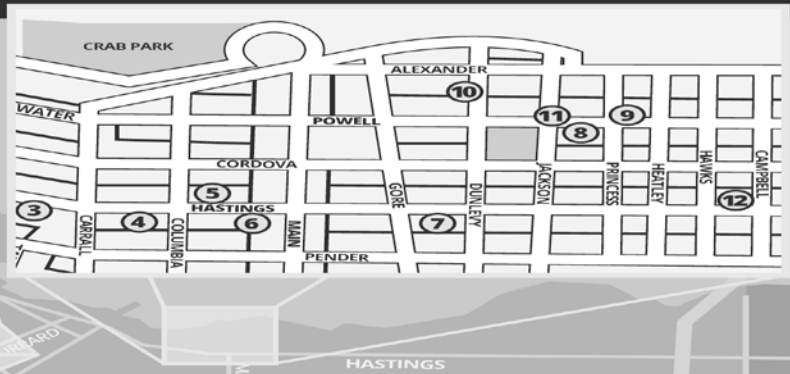 CRAB PARK
ALEXANDER
WATER
10
POWELL
11
9
8
CORDOVA
JACKSON
PRINCESS
HEATLEY
HAWKS
CAMPBELL
5
GORE
DUNLEVY
12
3
HASTINGS
4
6
7
CARRALL
COLUMBIA
MAIN
PENDER
HASTINGS